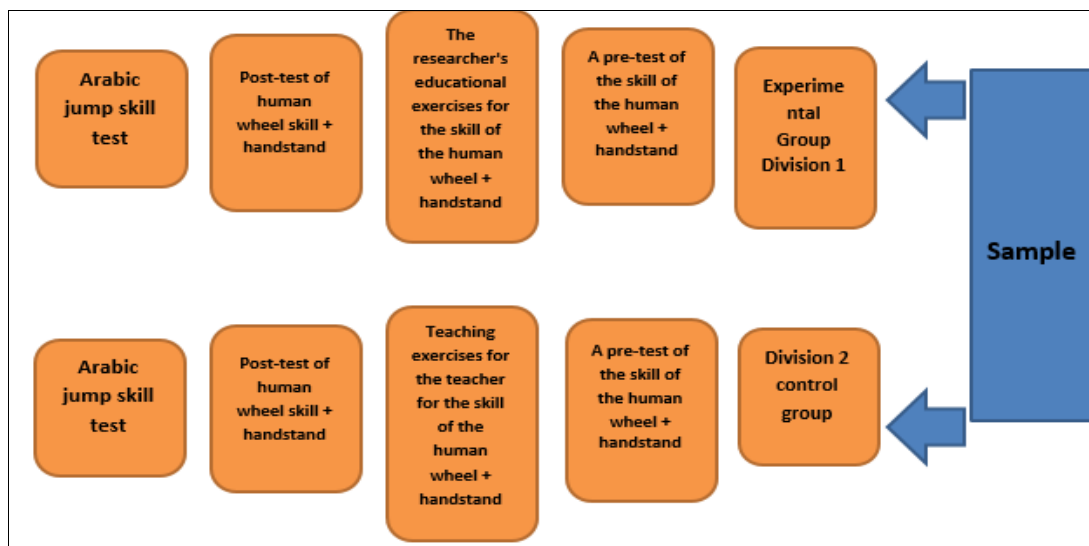 Arabic
jump skill
test
Post-test of
human
wheel skill +
handstand
The
researcher's
educational
exercises for
the skill of
the human
wheel +
handstand
A pre-test of
the skill of
the human
wheel +
handstand
Experime
ntal
Group
Division 1
Sample
Arabic
jump skill
test
Post-test of
human
wheel skill +
handstand
Teaching
exercises for
the teacher
for the skill
of the
human
wheel +
handstand
A pre-test of
the skill of
the human
wheel +
handstand
Division 2
control
group